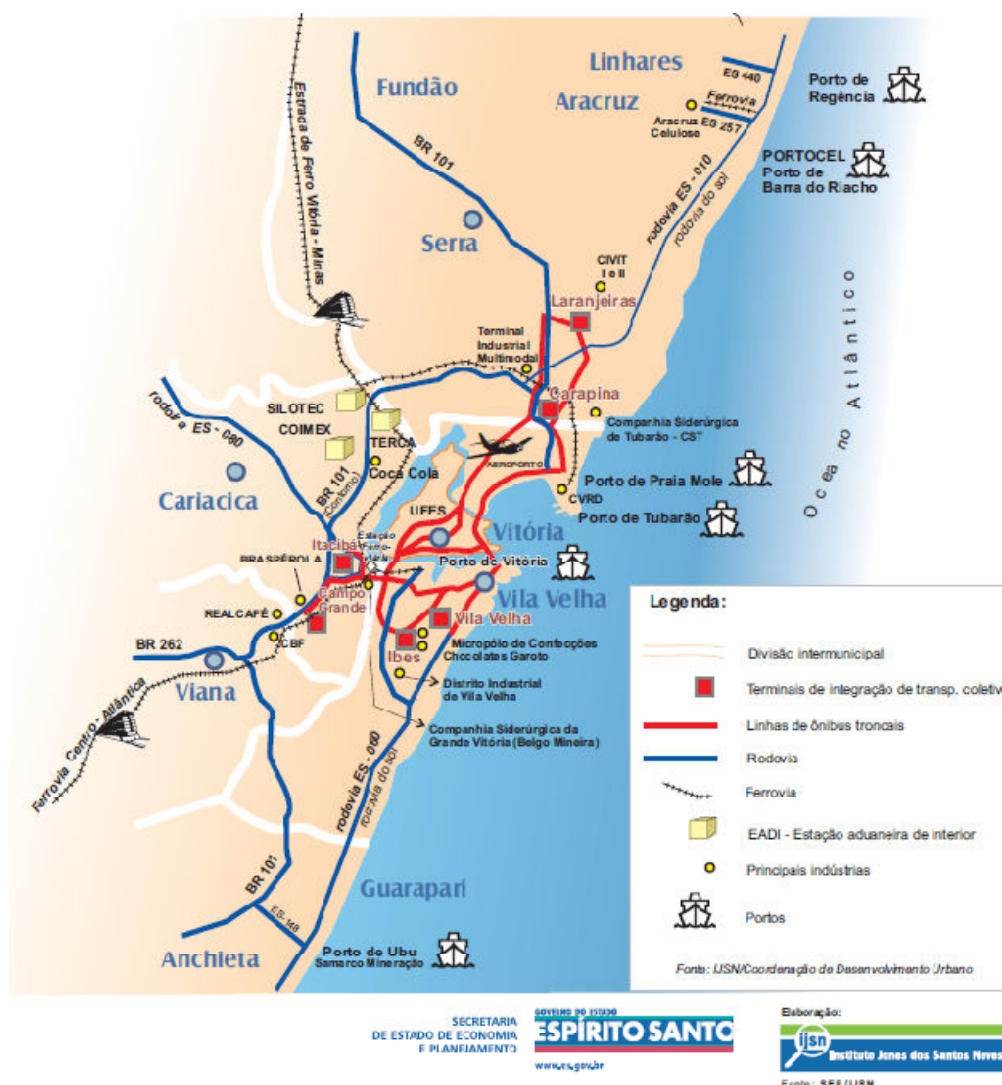 Linhares
Fundão
Aracruz
ES 440
Ferrovia
Porto de
Regência
Aracruz ES 257
Celulose
Estrada de Ferro Vitória - Minas
BR 101
PORTOCEL
Porto de
Barra do Riacho
rodovia ES - 010
rodovia do sol
Serra
CIVIT
I e II
Laranjeiras
Oceano Atlântico
Terminal
Industrial
Multimodal
Carapina
rodovia ES - 080
SILOTEC
COIMEX
TERCA
Companhia Siderúrgica
de Tubarão - CST
AEROPORTO
Coca Cola
BR 101
(Contorno)
Cariacica
CVRD
Porto de Praia Mole
UFES
Porto de Tubarão
Vitória
Itacibá
Estação
Ferro-
viária
BRASPÉROLA
Porto de Vitória
Campo
Grande
Vila Velha
REALCAFÉ
Vila Velha
CBF
BR 262
Ibes
Micropólo de Confecções
Chocolates Garoto
Viana
Distrito Industrial
de Vila Velha
Ferrovia Centro - Atlântica
Companhia Siderúrgica da
Grande Vitória (Belgo Mineira)
rodovia ES - 060
rodovia do sol
BR 101
Guarapari
ES-146
Anchieta
Porto de Ubu
Samarco Mineração
Legenda:
Divisão intermunicipal
Terminais de integração de transp. coletivo
Linhas de ônibus troncais
Rodovia
Ferrovia
EADI - Estação aduaneira de interior
Principais indústrias
Portos
Fonte: IJSN/Coordenação de Desenvolvimento Urbano
SECRETARIA
DE ESTADO DE ECONOMIA
E PLANEJAMENTO
GOVERNO DO ESTADO
ESPÍRITO SANTO
www.es.gov.br
Elaboração:
ijsn
Instituto Jones dos Santos Neves
Fonte: SEE/IJSN